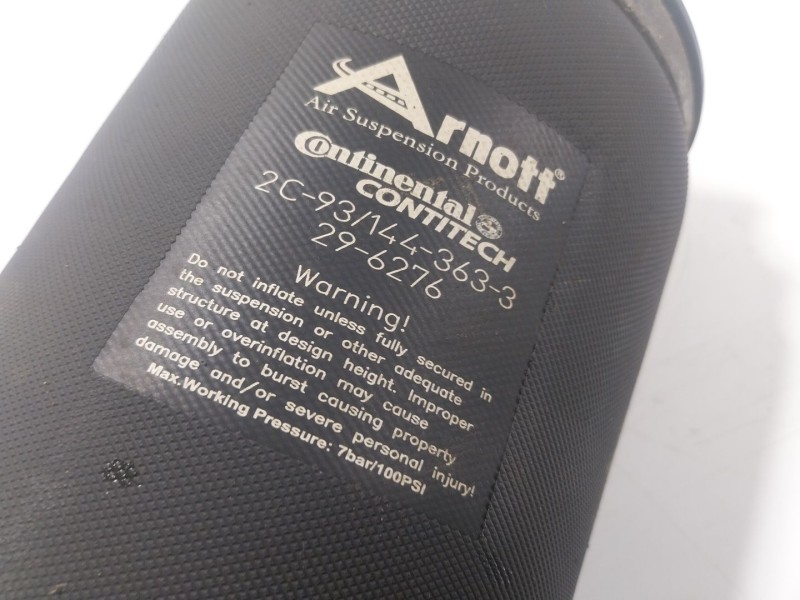 Arnott®
Air Suspension Products
Continental
CONTITECH
2C-93/144-363-3
29-6276
Warning!
Do not inflate unless fully secured in
the suspension or other adequate
structure at design height. Improper
use or overinflation may cause
assembly to burst causing property
damage and/or severe personal injury!
Max.Working Pressure: 7bar/100PSI